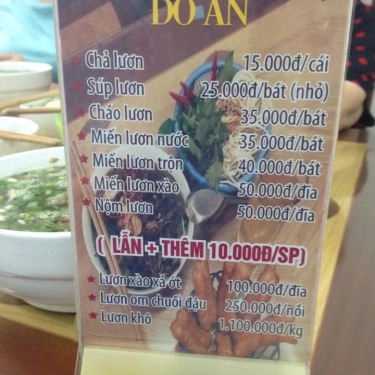 ĐỒ ĂN
Chả lươn 15.000đ/cái
Súp lươn 25.000đ/bát (nhỏ)
Cháo lươn 35.000đ/bát
Miến lươn nước 35.000đ/bát
Miến lươn trộn 40.000đ/bát
Miến lươn xào 50.000đ/đĩa
Nộm lươn 50.000đ/đĩa
( LẪN + THÊM 10.000Đ/SP)
Lươn xào xả ớt 100.000đ/đĩa
Lươn om chuối đậu 250.000đ/nồi
Lươn khô 1.100.000đ/kg